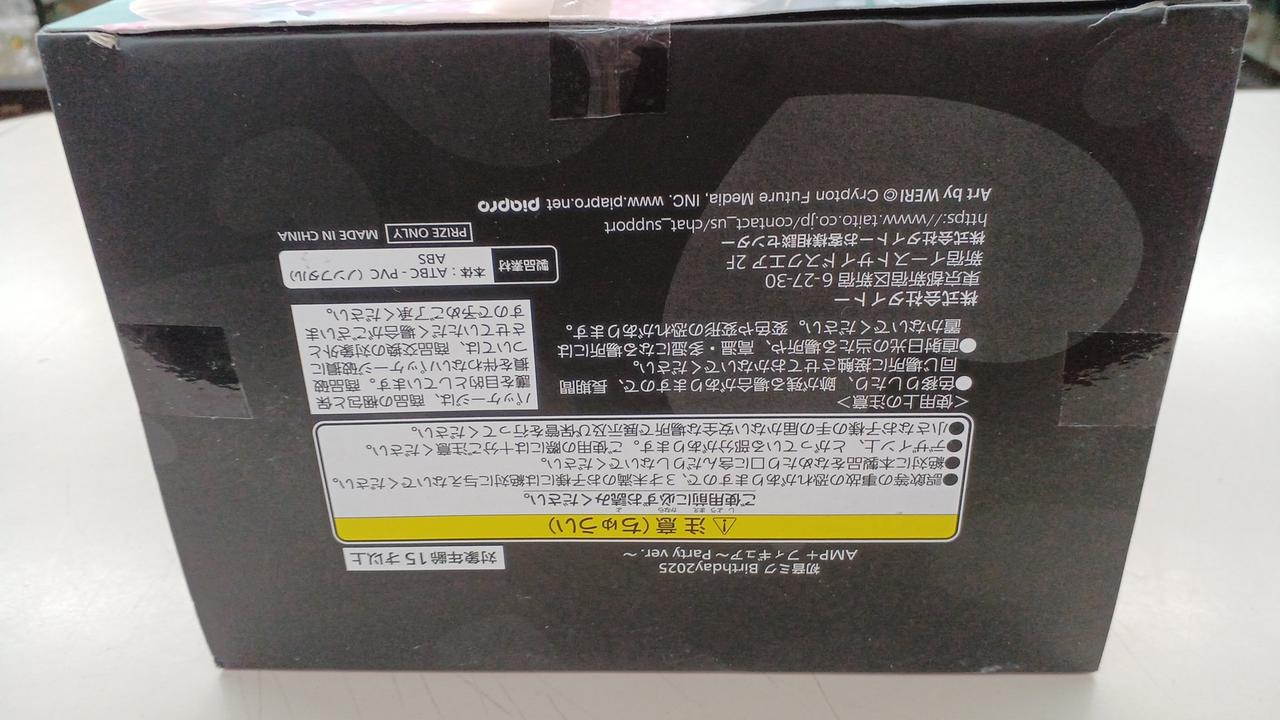 初音ミク Birthday2025
AMP+フィギュア～Party ver.～
対象年齢 15 才以上
注意(ちゅうい)
ご使用前に必ずお読みください。
●誤飲等の事故の恐れがありますので、3才未満のお子様には絶対に与えないでください。
●絶対に本製品をなめたり口に含んだりしないでください。
●デザイン上、とがっている部分があります。ご使用の際には十分ご注意ください。
●小さなお子様の手の届かない安全な場所で展示及び保管を行ってください。
<使用上の注意>
●色移りしたり、跡が残る場合がありますので、長期間
同じ場所に接触させておかないでください。
●直射日光の当たる場所や、高温・多湿になる場所には
置かないでください。変色や変形の恐れがあります。
パッケージは、商品の梱包と保
護を目的としています。商品破
損を伴わないパッケージ破損に
ついては、商品交換の対象外と
させていただく場合がございま
すので予めご了承ください。
株式会社タイトー
東京都新宿区新宿 6-27-30
新宿イーストサイドスクエア 2F
株式会社タイトーお客様相談センター
https://www.taito.co.jp/contact_us/chat_support
製品素材
本体：ATBC-PVC (ノンフタル)
ABS
PRIZE ONLY
MADE IN CHINA
Art by WERI © Crypton Future Media, INC. www.piapro.net piapro